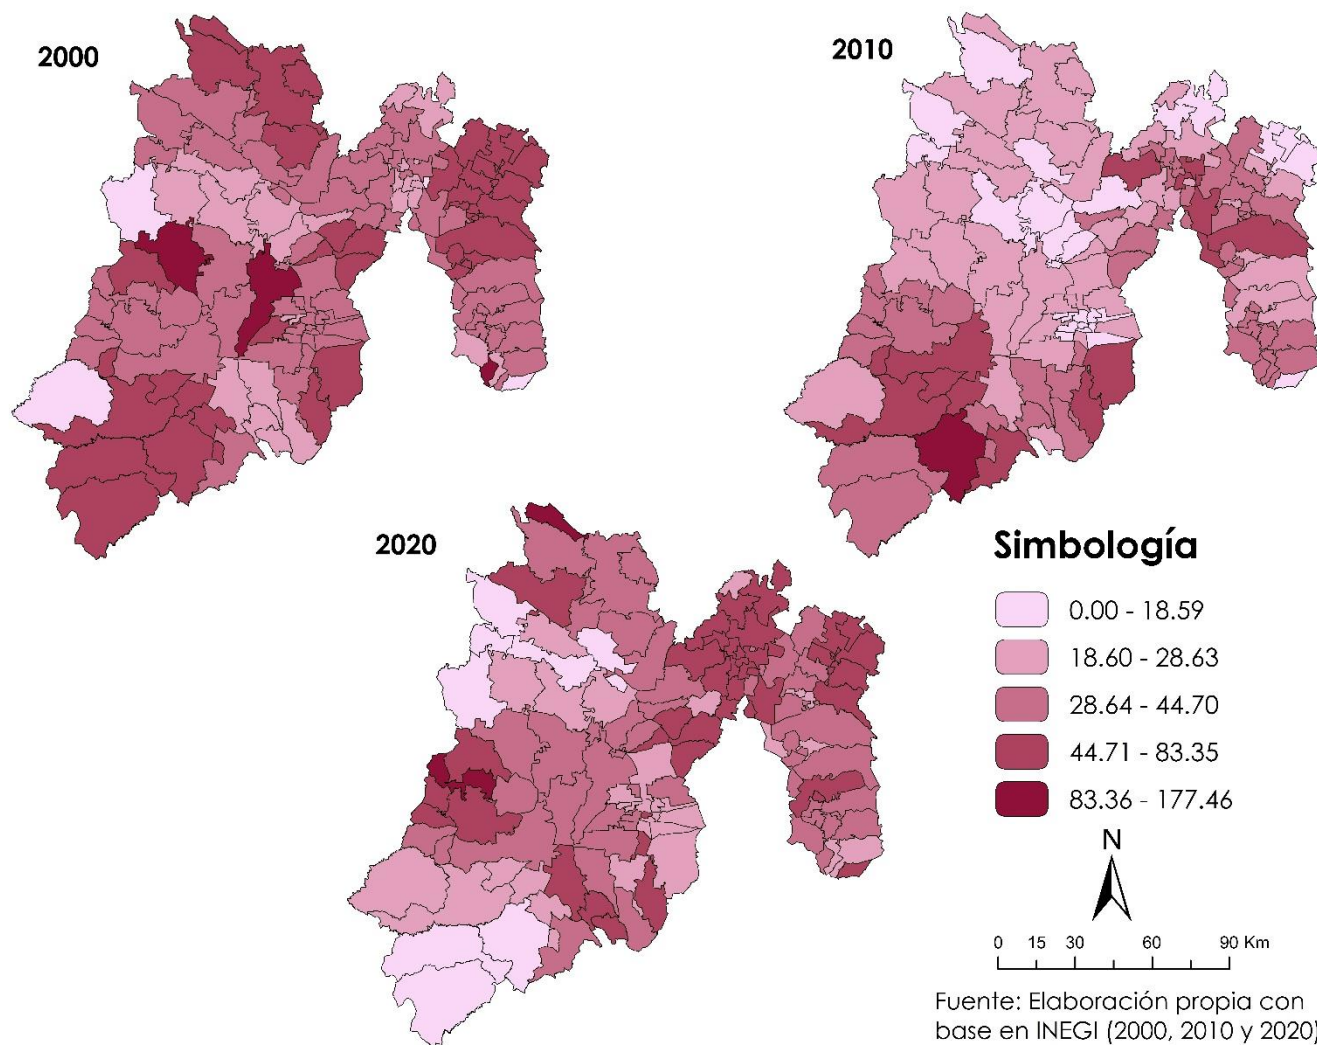 2000
2010
2020
Simbología
0.00 - 18.59
18.60 - 28.63
28.64 - 44.70
44.71 - 83.35
83.36 - 177.46
N
0 15 30 60 90 Km
Fuente: Elaboración propia con
base en INEGI (2000, 2010 y 2020)